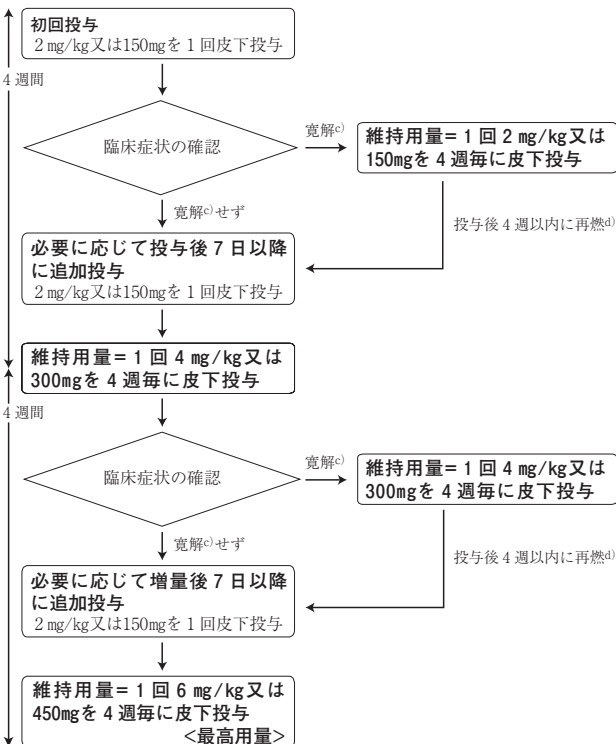 初回投与
2 mg/kg又は150mgを1回皮下投与
4週間
臨床症状の確認
寛解c)
維持用量=1回2 mg/kg又は
150mgを4週毎に皮下投与
寛解c)せず
投与後4週以内に再燃d)
必要に応じて投与後7日以降
に追加投与
2 mg/kg又は150mgを1回皮下投与
維持用量=1回4 mg/kg又は
300mgを4週毎に皮下投与
4週間
臨床症状の確認
寛解c)
維持用量=1回4 mg/kg又は
300mgを4週毎に皮下投与
寛解c)せず
投与後4週以内に再燃d)
必要に応じて増量後7日以降
に追加投与
2 mg/kg又は150mgを1回皮下投与
維持用量=1回6 mg/kg又は
450mgを4週毎に皮下投与
<最高用量>